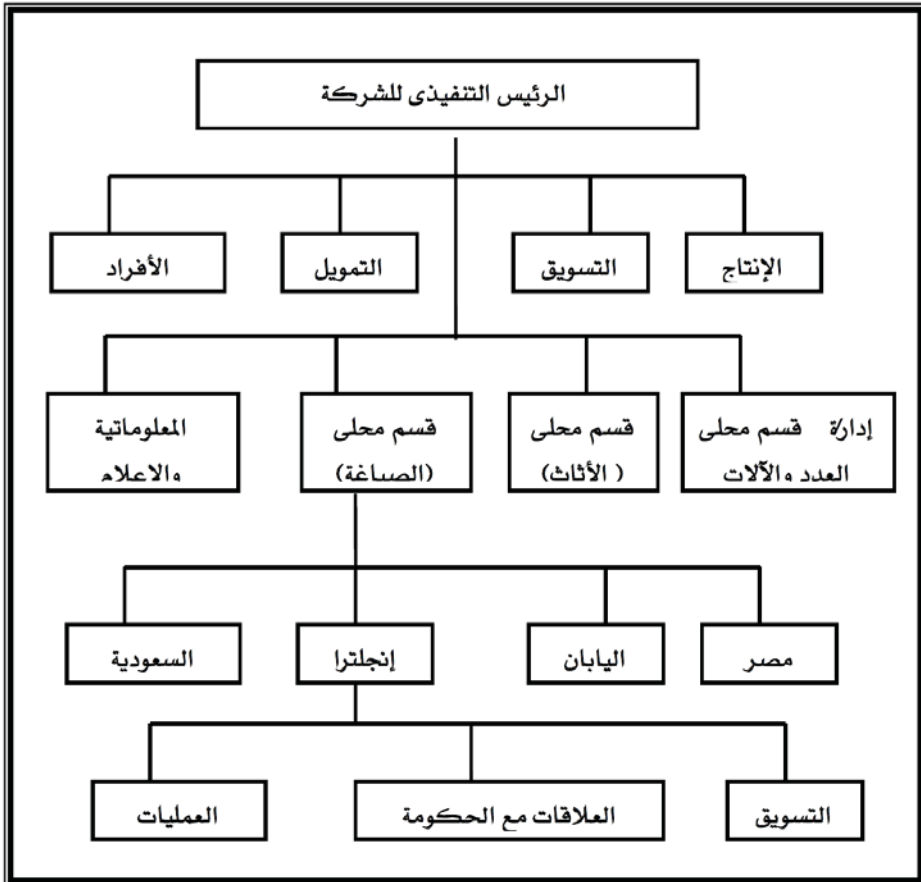 الرئيس التنفيذى للشركة
الإنتاج
التسويق
التمويل
الأفراد
إدارة قسم محلى
العدد والآلات
قسم محلى
( الأثاث)
قسم محلى
(الصباغة)
المعلوماتية
والاعلام
مصر
اليابان
إنجلترا
السعودية
التسويق
العلاقات مع الحكومة
العمليات